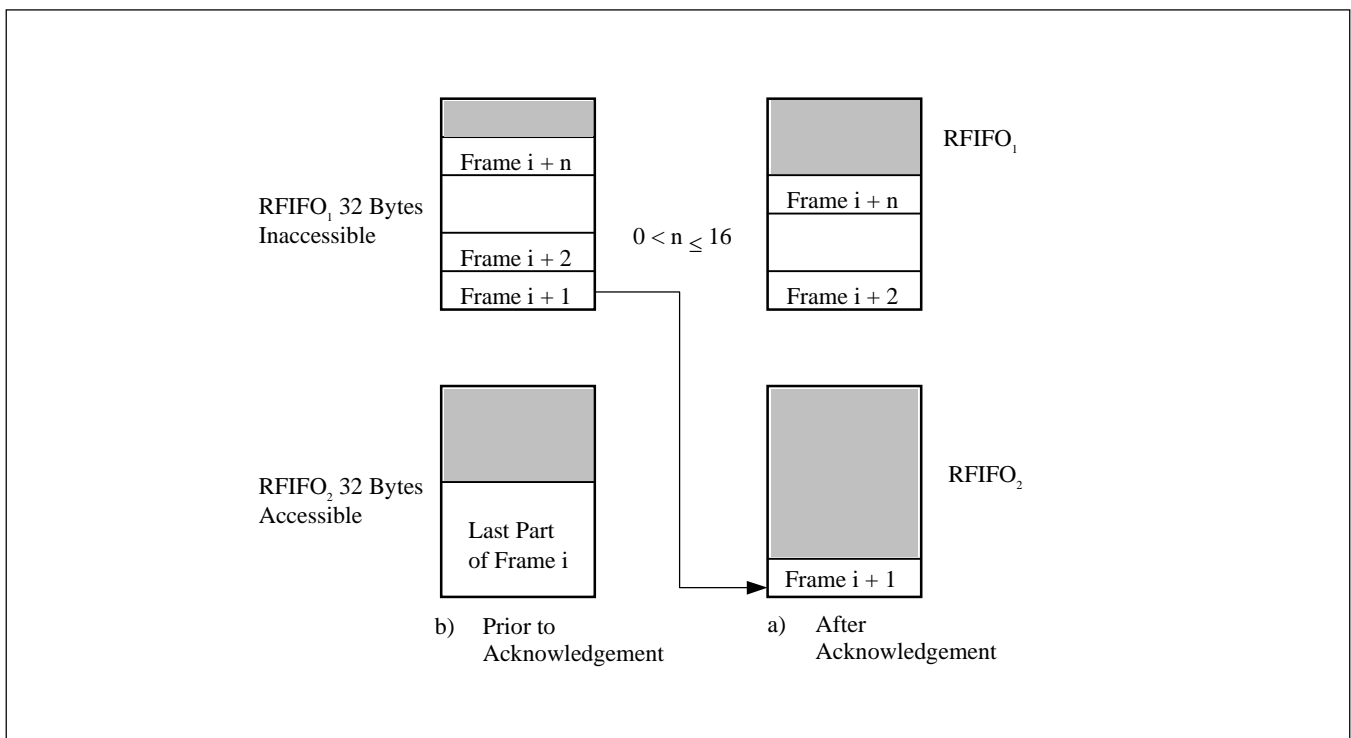 RFIFO₁ 32 Bytes
Inaccessible
Frame i + n
Frame i + 2
Frame i + 1
0 < n ≤ 16
RFIFO₁
Frame i + n
Frame i + 2
RFIFO₂ 32 Bytes
Accessible
Last Part
of Frame i
RFIFO₂
Frame i + 1
b) Prior to
Acknowledgement
a) After
Acknowledgement